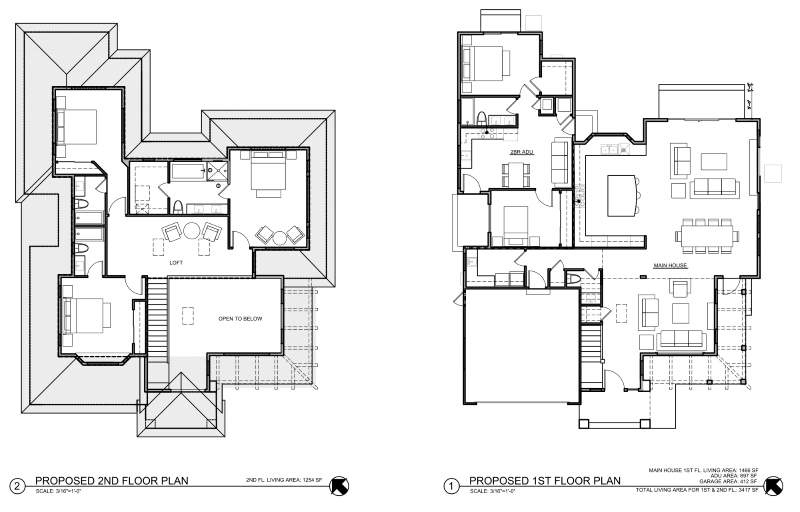 LOFT
OPEN TO BELOW
2
PROPOSED 2ND FLOOR PLAN
SCALE: 3/16"=1'-0"
2ND FL. LIVING AREA: 1254 SF
2BR ADU
MAIN HOUSE
1
PROPOSED 1ST FLOOR PLAN
SCALE: 3/16"=1'-0"
MAIN HOUSE 1ST FL. LIVING AREA: 1466 SF
ADU AREA: 697 SF
GARAGE AREA: 412 SF
TOTAL LIVING AREA FOR 1ST & 2ND FL.: 3417 SF